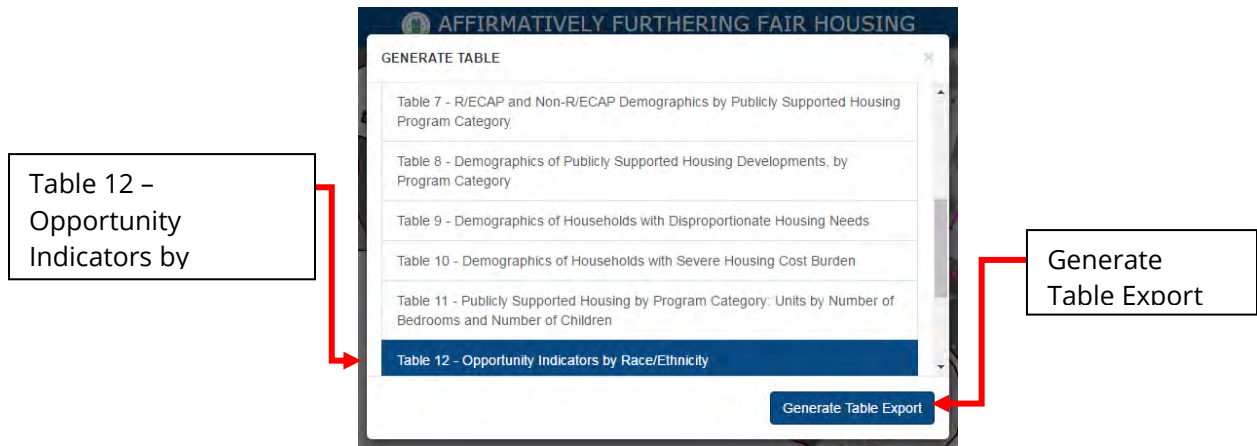 AFFIRMATIVELY FURTHERING FAIR HOUSING
GENERATE TABLE ×
Table 7 - R/ECAP and Non-R/ECAP Demographics by Publicly Supported Housing
Program Category
Table 8 - Demographics of Publicly Supported Housing Developments, by
Program Category
Table 9 - Demographics of Households with Disproportionate Housing Needs
Table 10 - Demographics of Households with Severe Housing Cost Burden
Table 11 - Publicly Supported Housing by Program Category: Units by Number of
Bedrooms and Number of Children
Table 12 - Opportunity Indicators by Race/Ethnicity
Generate Table Export
Table 12 –
Opportunity
Indicators by
Generate
Table Export